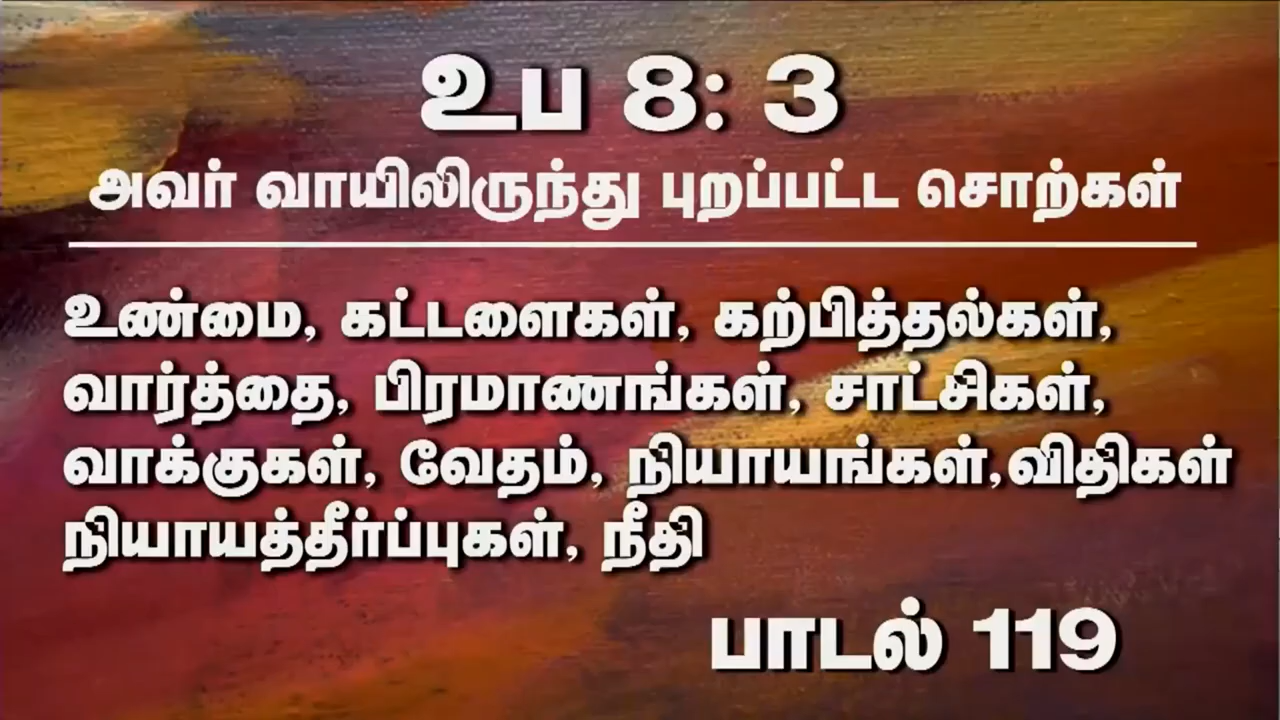 உப 8: 3
அவர் வாயிலிருந்து புறப்பட்ட சொற்கள்
உண்மை, கட்டளைகள், கற்பித்தல்கள்,
வார்த்தை, பிரமாணங்கள், சாட்சிகள்,
வாக்குகள், வேதம், நியாயங்கள்,விதிகள்
நியாயத்தீர்ப்புகள், நீதி
பாடல் 119